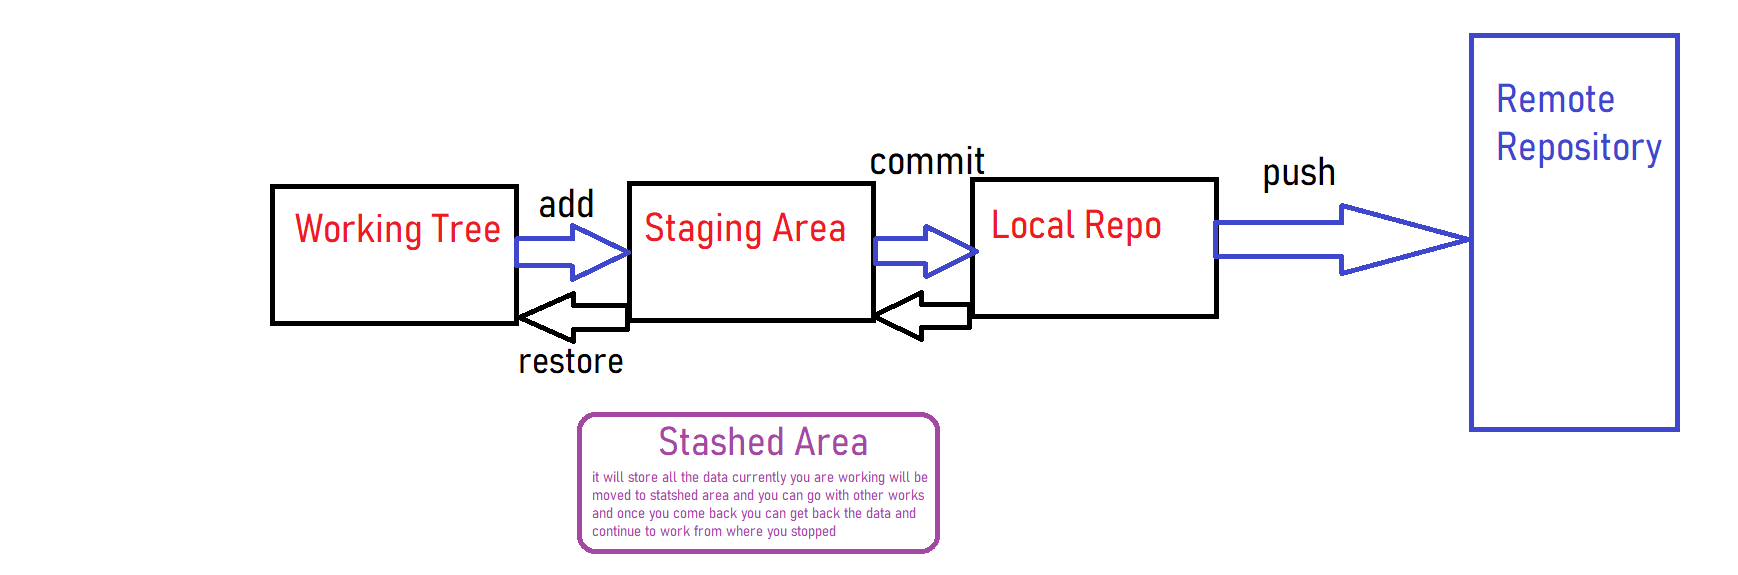 Remote
Repository
commit
push
add
Working Tree
Staging Area
Local Repo
restore
Stashed Area
it will store all the data currently you are working will be
moved to statshed area and you can go with other works
and once you come back you can get back the data and
continue to work from where you stopped